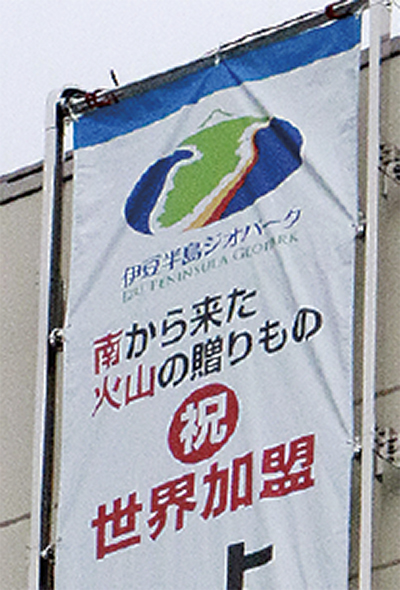 伊豆半島ジオパーク
IZU PENINSULA GEOPARK
南から来た
火山の贈りもの
祝
世界加盟